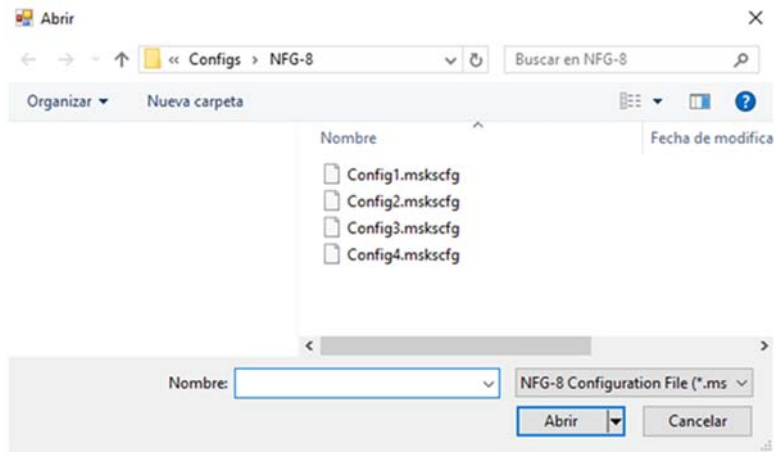 Abrir
« Configs > NFG-8
Buscar en NFG-8
Organizar
Nueva carpeta
Nombre
Fecha de modifica
Config1.mskscfg
Config2.mskscfg
Config3.mskscfg
Config4.mskscfg
Nombre:
NFG-8 Configuration File (*.ms
Abrir
Cancelar